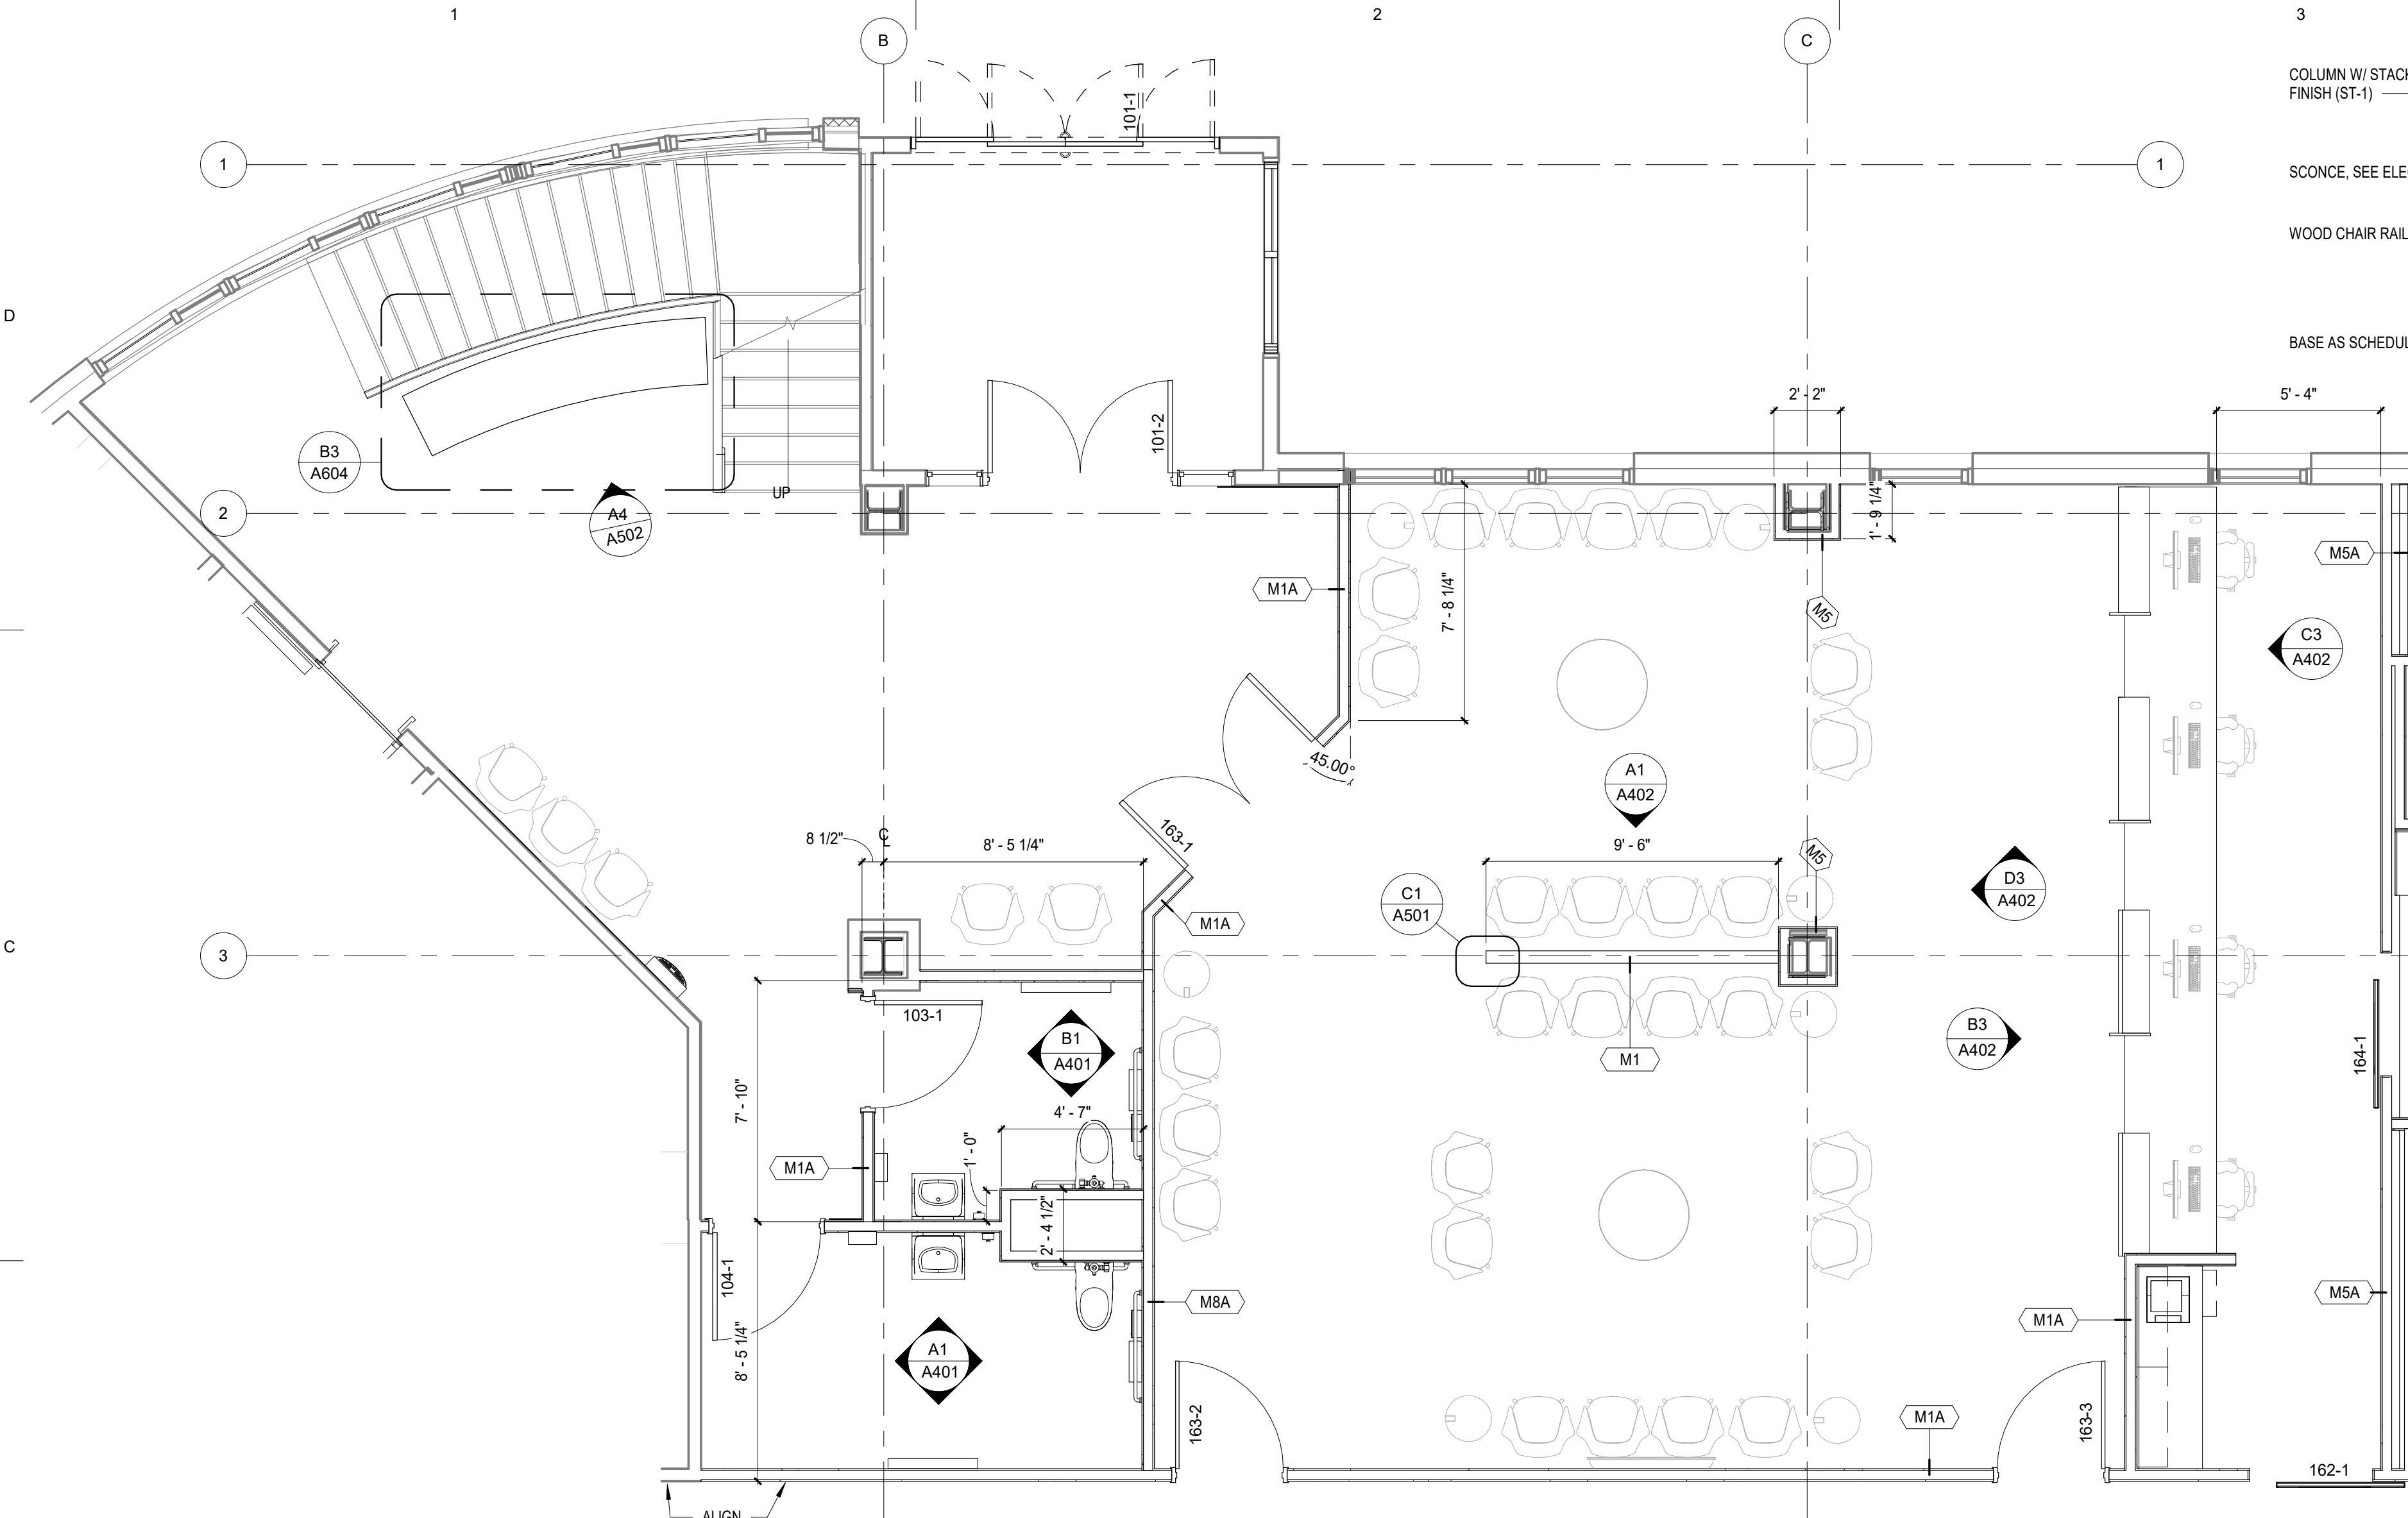 1
2
3
B
C
101-1
COLUMN W/ STACK
FINISH (ST-1)
1
1
SCONCE, SEE ELE
WOOD CHAIR RAIL
D
BASE AS SCHEDUL
2' - 2"
5' - 4"
101-2
B3
A604
UP
1' - 9 1/4"
2
A4
A502
M5A
M1A
7' - 8 1/4"
M5
C3
A402
45.00°
A1
A402
163-1
8 1/2"
CL
8' - 5 1/4"
9' - 6"
M5
D3
A402
C1
A501
M1A
C
3
103-1
B1
A401
B3
A402
M1
164-1
7' - 10"
4' - 7"
1' - 0"
M1A
2' - 4 1/2"
104-1
M8A
M5A
M1A
8' - 5 1/4"
A1
A401
163-2
M1A
163-3
162-1
ALIGN